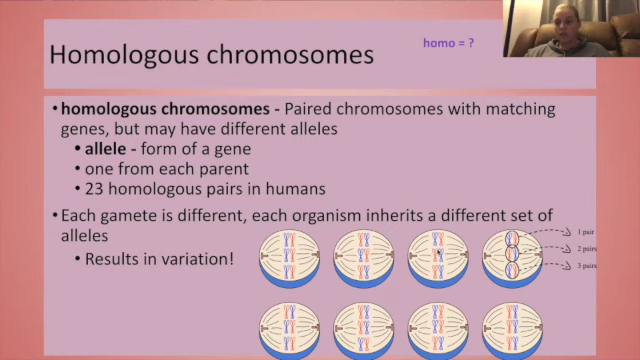 Homologous chromosomes
homo = ?
• homologous chromosomes - Paired chromosomes with matching
genes, but may have different alleles
• allele - form of a gene
• one from each parent
• 23 homologous pairs in humans
• Each gamete is different, each organism inherits a different set of
alleles
• Results in variation!
1 pair
2 pairs
3 pairs